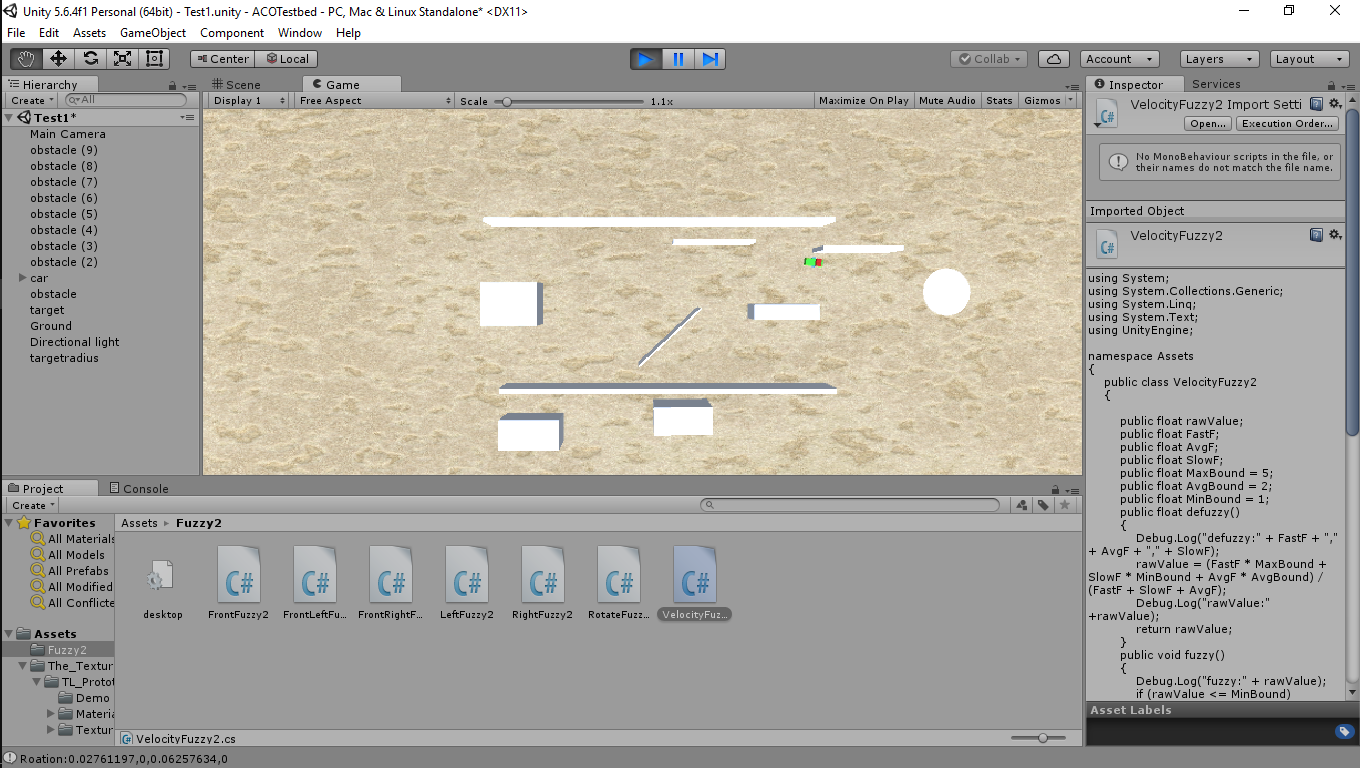 Unity 5.6.4f1 Personal (64bit) - Test1.unity - ACOTestbed - PC, Mac & Linux Standalone* <DX11>
File Edit Assets GameObject Component Window Help
Center Local Collab Account Layers Layout
Hierarchy
Create All
Test1*
Main Camera
obstacle (9)
obstacle (8)
obstacle (7)
obstacle (6)
obstacle (5)
obstacle (4)
obstacle (3)
obstacle (2)
car
obstacle
target
Ground
Directional light
targetradius
Scene Game
Display 1 Free Aspect Scale 1.1x Maximize On Play Mute Audio Stats Gizmos
Inspector Services
VelocityFuzzy2 Import Setti
Open... Execution Order...
No MonoBehaviour scripts in the file, or
their names do not match the file name.
Imported Object
VelocityFuzzy2
using System;
using System.Collections.Generic;
using System.Linq;
using System.Text;
using UnityEngine;
namespace Assets
{
public class VelocityFuzzy2
{
public float rawValue;
public float FastF;
public float AvgF;
public float SlowF;
public float MaxBound = 5;
public float AvgBound = 2;
public float MinBound = 1;
public float defuzzy()
{
Debug.Log("defuzzy:" + FastF + ","
+ AvgF + "," + SlowF);
rawValue = (FastF * MaxBound +
SlowF * MinBound + AvgF * AvgBound) /
(FastF + SlowF + AvgF);
Debug.Log("rawValue:"
+rawValue);
return rawValue;
}
public void fuzzy()
{
Debug.Log("fuzzy:" + rawValue);
if (rawValue <= MinBound)
Asset Labels
Project Console
Create
Favorites
All Materials
All Models
All Prefabs
All Modified
All Conflicte
Assets
Fuzzy2
The_Textur
TL_Protot
Demo
Materia
Textur
Assets Fuzzy2
desktop FrontFuzzy2 FrontLeftFu... FrontRightF... LeftFuzzy2 RightFuzzy2 RotateFuzz... VelocityFuz...
VelocityFuzzy2.cs
Roation:0.02761197,0,0.06257634,0